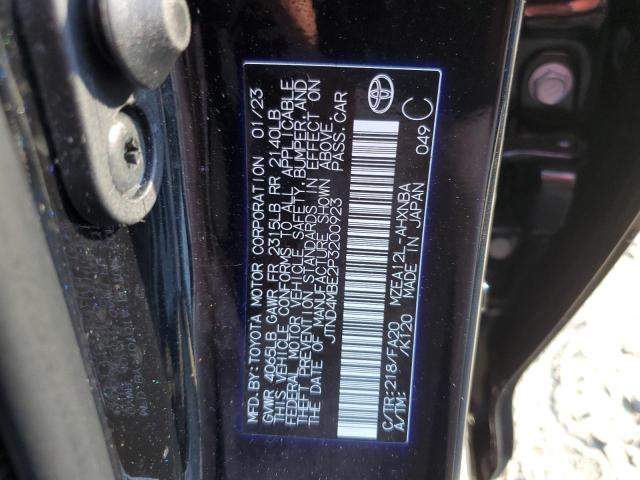 MFD.BY: TOYOTA MOTOR CORPORATION 01/23
GVWR 4065LB GAWR FR 2315LB RR 2140LB
THIS VEHICLE CONFORMS TO ALL APPLICABLE
FEDERAL MOTOR VEHICLE SAFETY, BUMPER, AND
THEFT PREVENTION STANDARDS IN EFFECT ON
THE DATE OF MANUFACTURE SHOWN ABOVE.
JTND4MBE2P3200923 PASS.CAR
C/TR:218/FA20 MZEA12L-AHXNBA 049 C
A/TM: /K120 MADE IN JAPAN